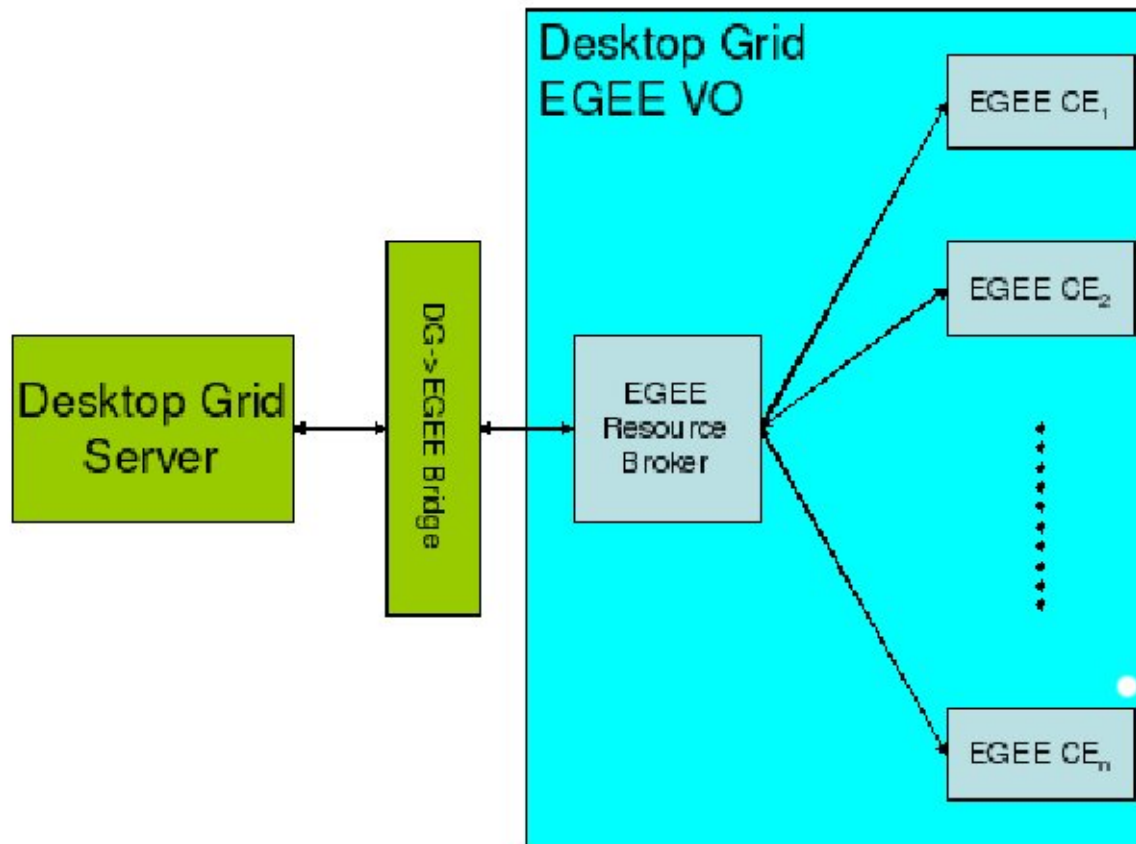 Desktop Grid
EGEE VO
EGEE CE₁
EGEE CE₂
DG->EGEE Bridge
Desktop Grid
Server
EGEE
Resource
Broker
EGEE CEₙ